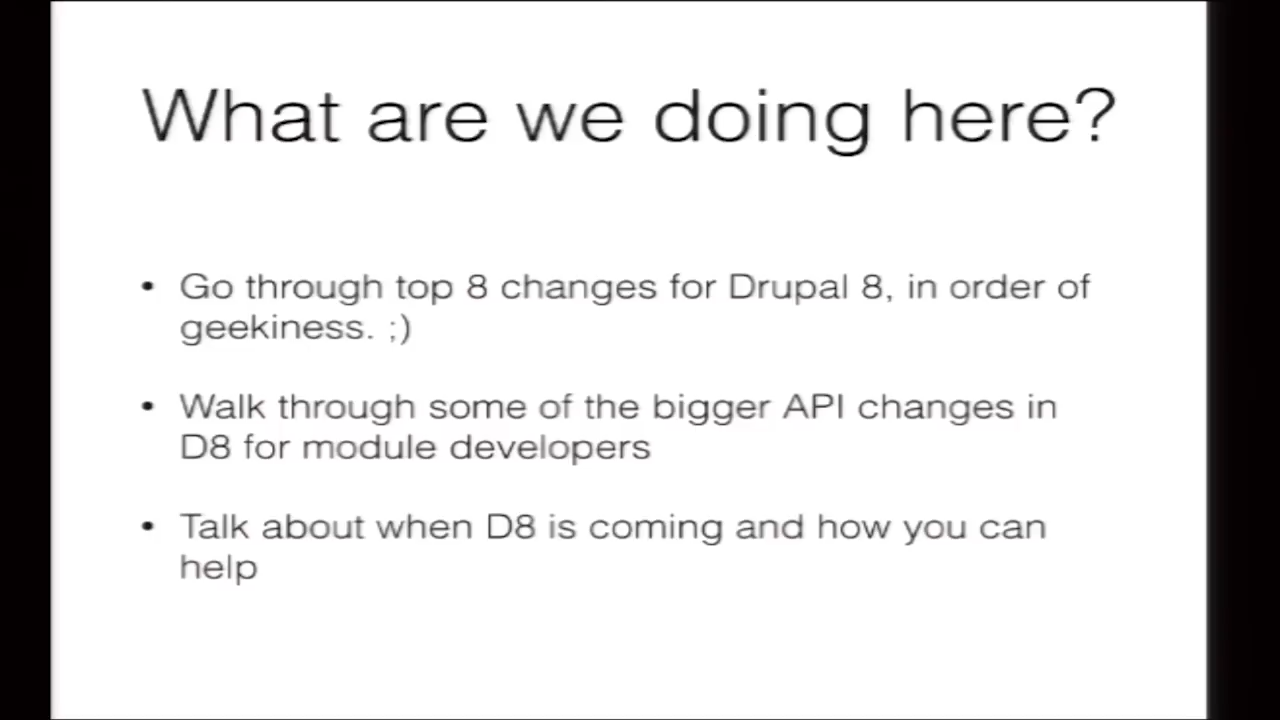 What are we doing here?
• Go through top 8 changes for Drupal 8, in order of
geekiness. ;)
• Walk through some of the bigger API changes in
D8 for module developers
• Talk about when D8 is coming and how you can
help